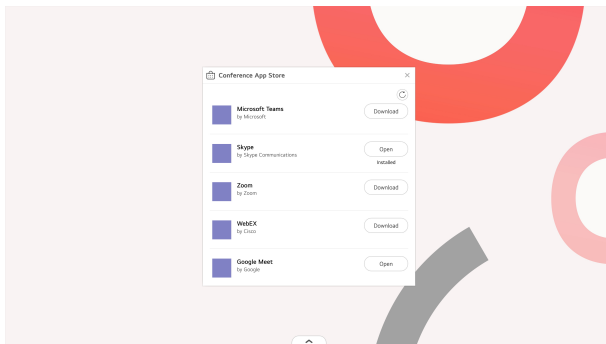 Conference App Store
Microsoft Teams
by Microsoft
Download
Skype
by Skype Communications
Open
Installed
Zoom
by Zoom
Download
WebEX
by Cisco
Download
Google Meet
by Google
Open